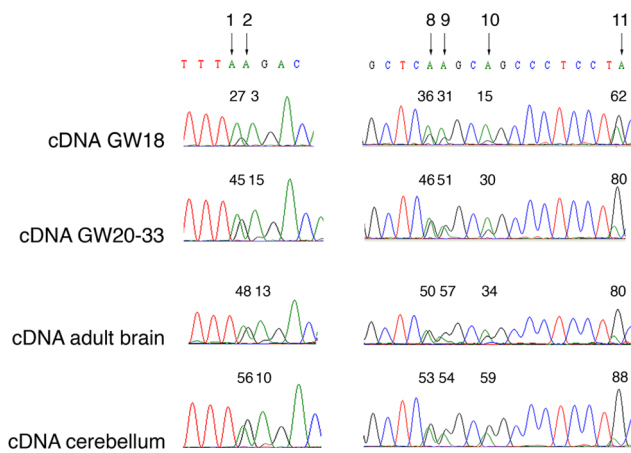 1 2 8 9 10 11
T T T A A G A C G C T C A A G C A G C C C T C C T A
27 3 36 31 15 62
cDNA GW18
45 15 46 51 30 80
cDNA GW20-33
48 13 50 57 34 80
cDNA adult brain
56 10 53 54 59 88
cDNA cerebellum